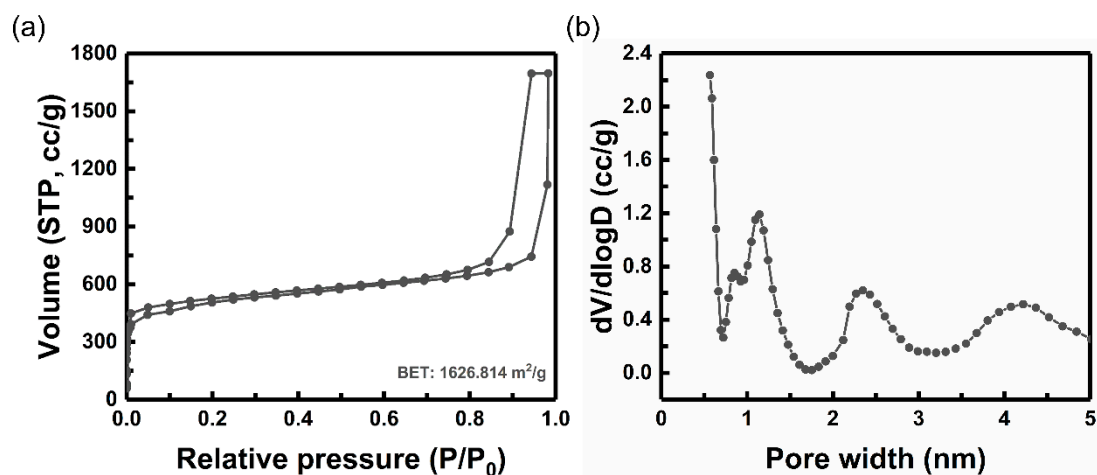 (a)
1800
1500
1200
900
600
300
0
0.0 0.2 0.4 0.6 0.8 1.0
Volume (STP, cc/g)
Relative pressure (P/P₀)
BET: 1626.814 m²/g
(b)
2.4
2.0
1.6
1.2
0.8
0.4
0.0
0 1 2 3 4 5
dV/dlogD (cc/g)
Pore width (nm)